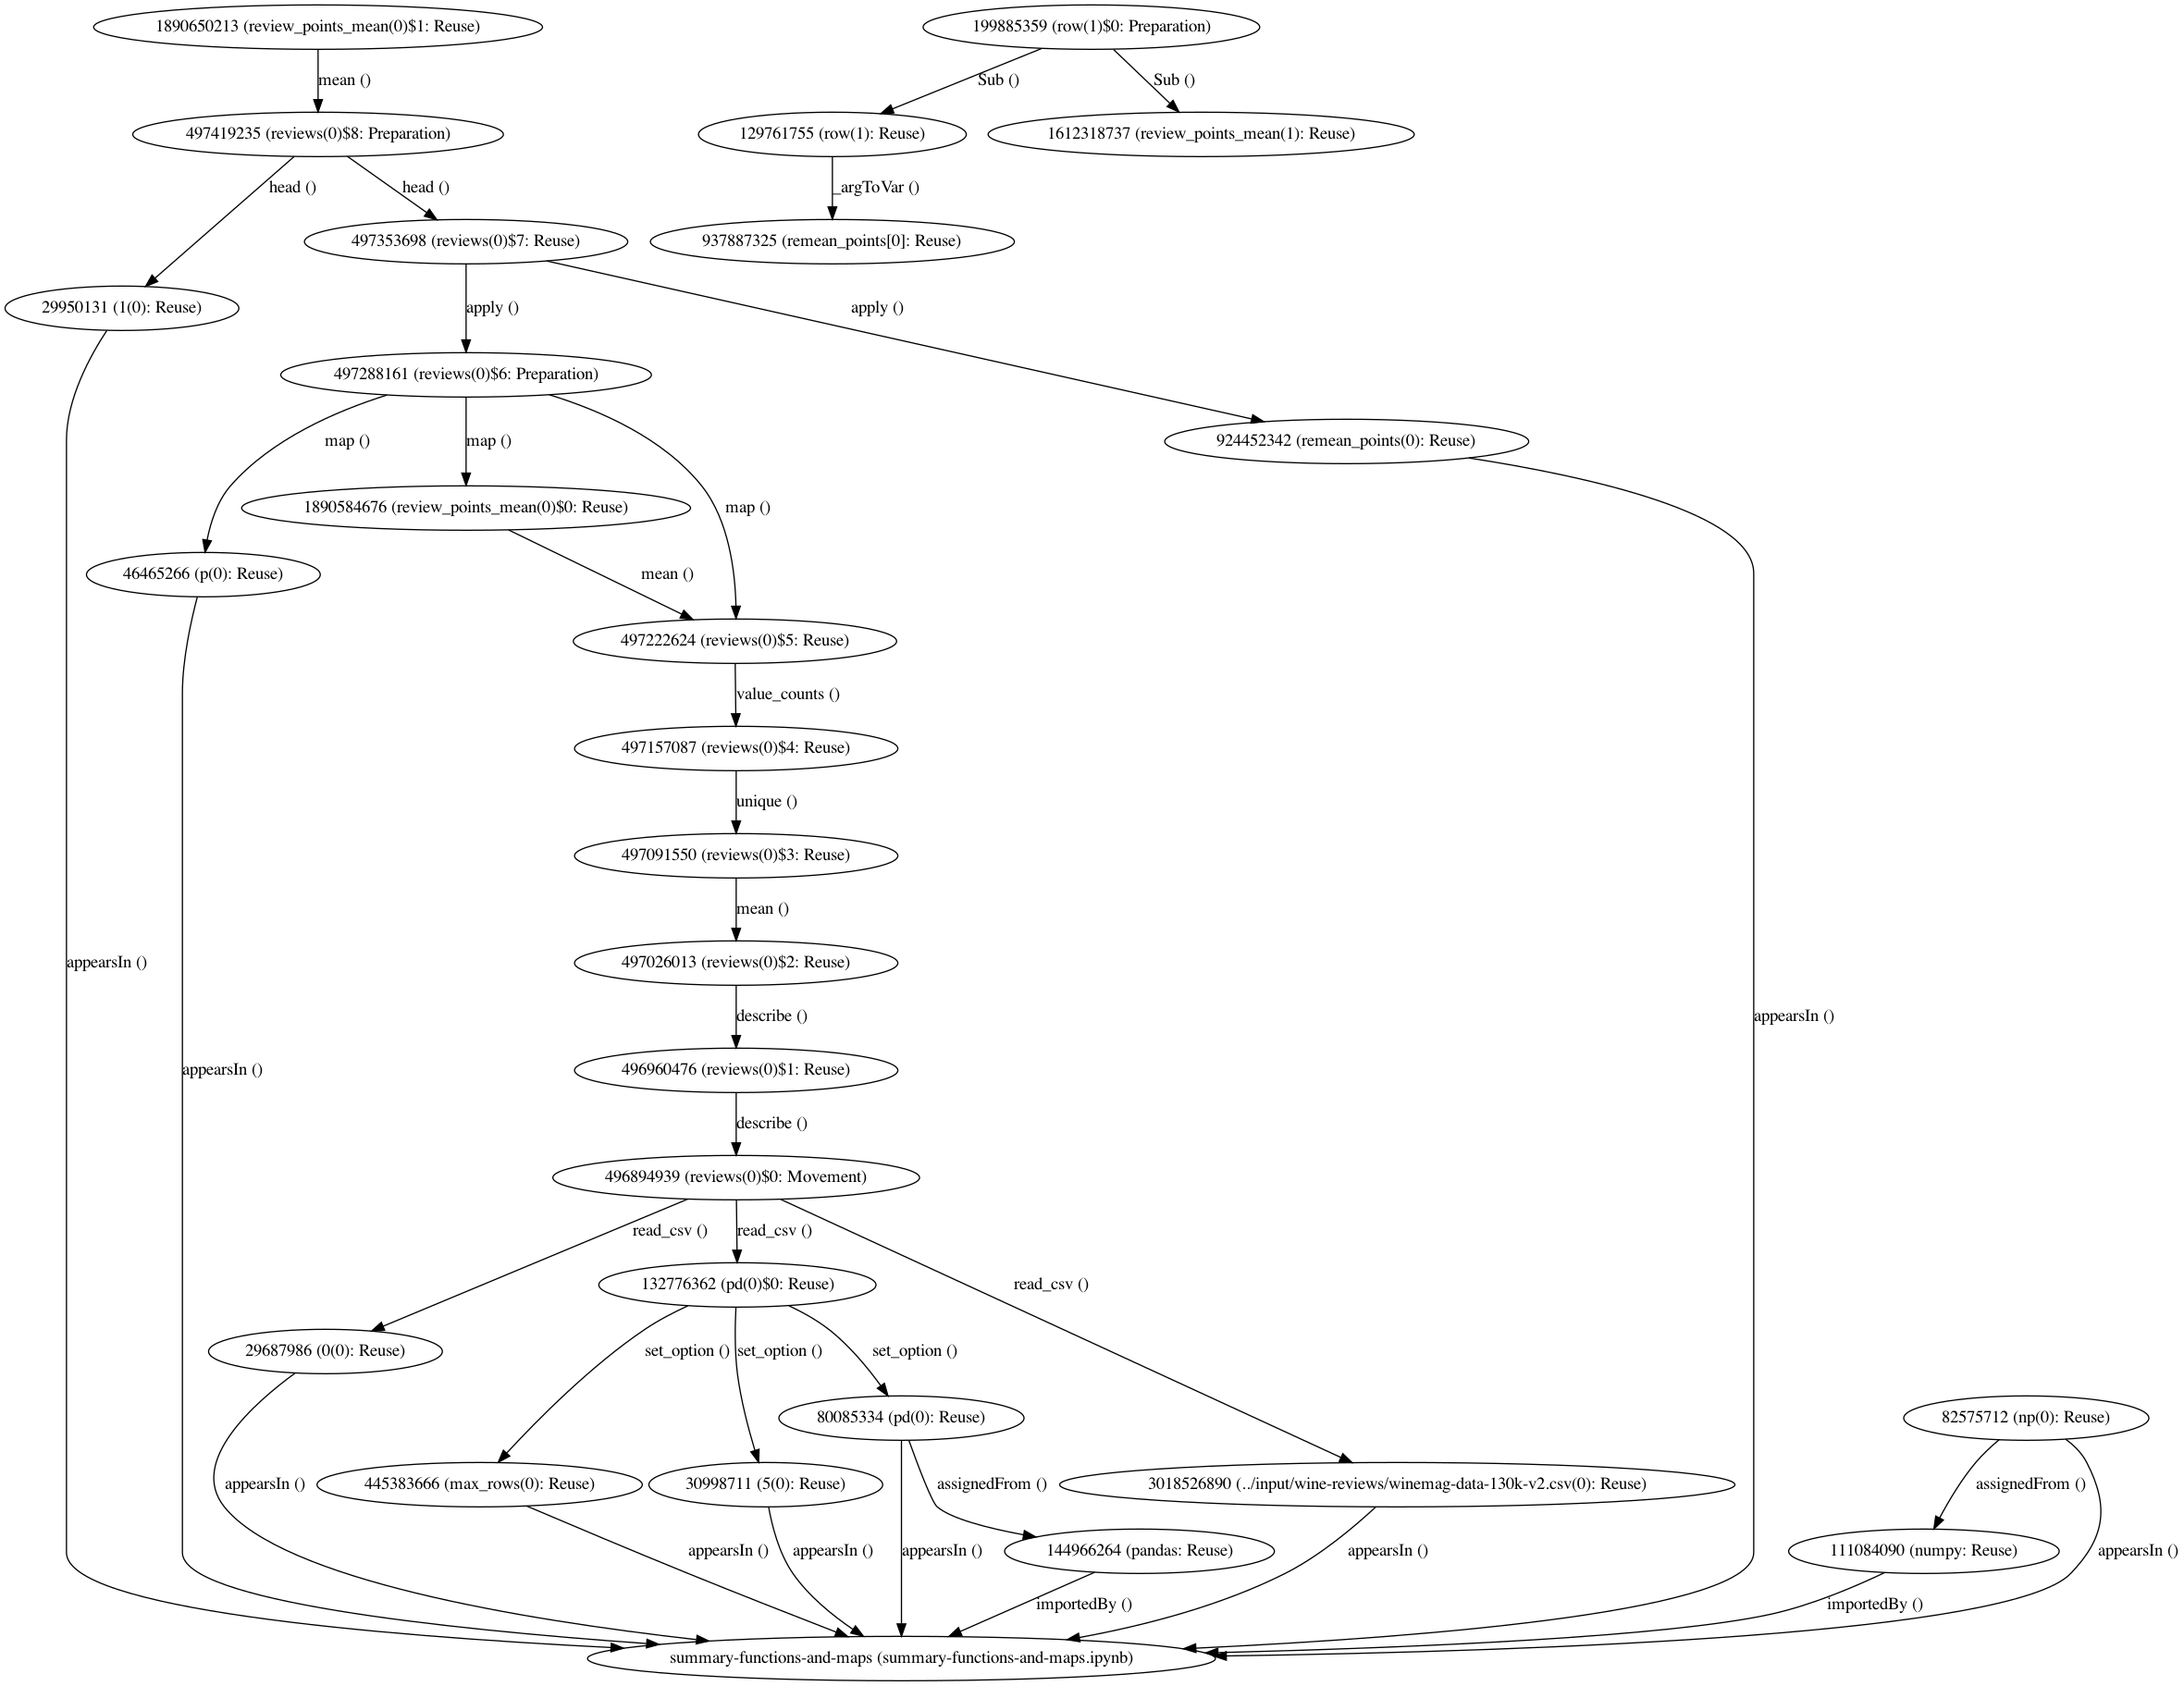 1890650213 (review_points_mean(0)$1: Reuse)
199885359 (row(1)$0: Preparation)
mean ()
Sub ()
Sub ()
497419235 (reviews(0)$8: Preparation)
129761755 (row(1): Reuse)
1612318737 (review_points_mean(1): Reuse)
head ()
head ()
_argToVar ()
497353698 (reviews(0)$7: Reuse)
937887325 (remean_points[0]: Reuse)
29950131 (1(0): Reuse)
apply ()
apply ()
497288161 (reviews(0)$6: Preparation)
map ()
map ()
924452342 (remean_points(0): Reuse)
1890584676 (review_points_mean(0)$0: Reuse)
map ()
46465266 (p(0): Reuse)
mean ()
497222624 (reviews(0)$5: Reuse)
value_counts ()
497157087 (reviews(0)$4: Reuse)
unique ()
497091550 (reviews(0)$3: Reuse)
mean ()
appearsIn ()
497026013 (reviews(0)$2: Reuse)
describe ()
appearsIn ()
appearsIn ()
496960476 (reviews(0)$1: Reuse)
describe ()
496894939 (reviews(0)$0: Movement)
read_csv ()
read_csv ()
read_csv ()
132776362 (pd(0)$0: Reuse)
29687986 (0(0): Reuse)
set_option ()
set_option ()
set_option ()
80085334 (pd(0): Reuse)
82575712 (np(0): Reuse)
appearsIn ()
445383666 (max_rows(0): Reuse)
30998711 (5(0): Reuse)
assignedFrom ()
3018526890 (../input/wine-reviews/winemag-data-130k-v2.csv(0): Reuse)
assignedFrom ()
appearsIn ()
appearsIn ()
appearsIn ()
144966264 (pandas: Reuse)
appearsIn ()
111084090 (numpy: Reuse)
appearsIn ()
importedBy ()
importedBy ()
summary-functions-and-maps (summary-functions-and-maps.ipynb)